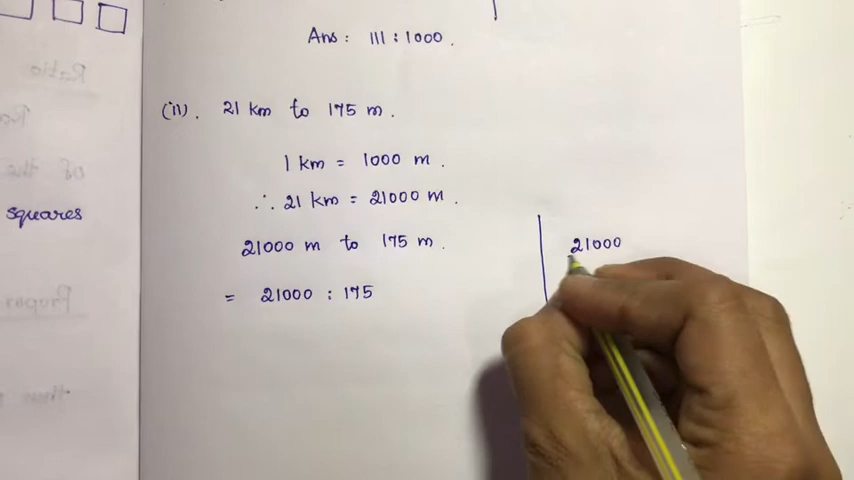 Ans: 111 : 1000.
(ii). 21 km to 175 m.
1 km = 1000 m.
∴ 21 km = 21000 m.
21000 m to 175 m.
= 21000 : 175
21000
squares